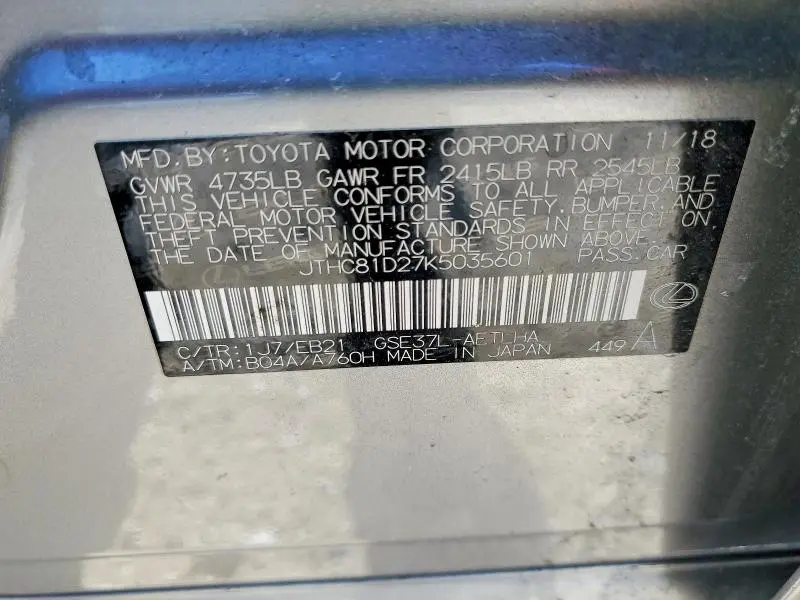 MFD. BY: TOYOTA MOTOR CORPORATION 11/18
GVWR 4735LB GAWR FR 2415LB RR 2545LB
THIS VEHICLE CONFORMS TO ALL APPLICABLE
FEDERAL MOTOR VEHICLE SAFETY, BUMPER, AND
THEFT PREVENTION STANDARDS IN EFFECT ON
THE DATE OF MANUFACTURE SHOWN ABOVE.
JTHC81D27K5035601 PASS. CAR
C/TR: 1J7/EB21 GSE37L-AETLHA
A/TM: B04A/A760H MADE IN JAPAN 449 A